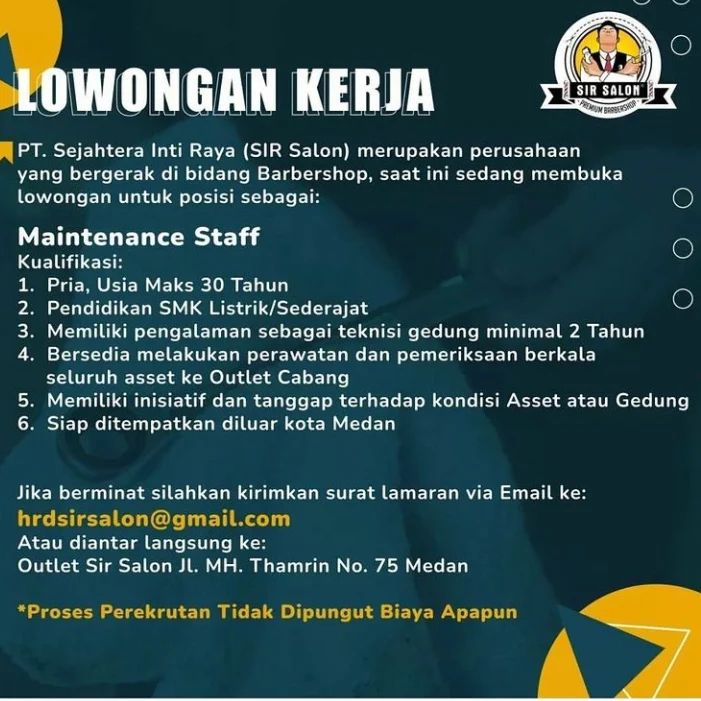 LOWONGAN KERJA
SIR SALON
PREMIUM BARBERSHOP
PT. Sejahtera Inti Raya (SIR Salon) merupakan perusahaan
yang bergerak di bidang Barbershop, saat ini sedang membuka
lowongan untuk posisi sebagai:
Maintenance Staff
Kualifikasi:
1. Pria, Usia Maks 30 Tahun
2. Pendidikan SMK Listrik/Sederajat
3. Memiliki pengalaman sebagai teknisi gedung minimal 2 Tahun
4. Bersedia melakukan perawatan dan pemeriksaan berkala
seluruh asset ke Outlet Cabang
5. Memiliki inisiatif dan tanggap terhadap kondisi Asset atau Gedung
6. Siap ditempatkan diluar kota Medan
Jika berminat silahkan kirimkan surat lamaran via Email ke:
hrdsirsalon@gmail.com
Atau diantar langsung ke:
Outlet Sir Salon Jl. MH. Thamrin No. 75 Medan
*Proses Perekrutan Tidak Dipungut Biaya Apapun